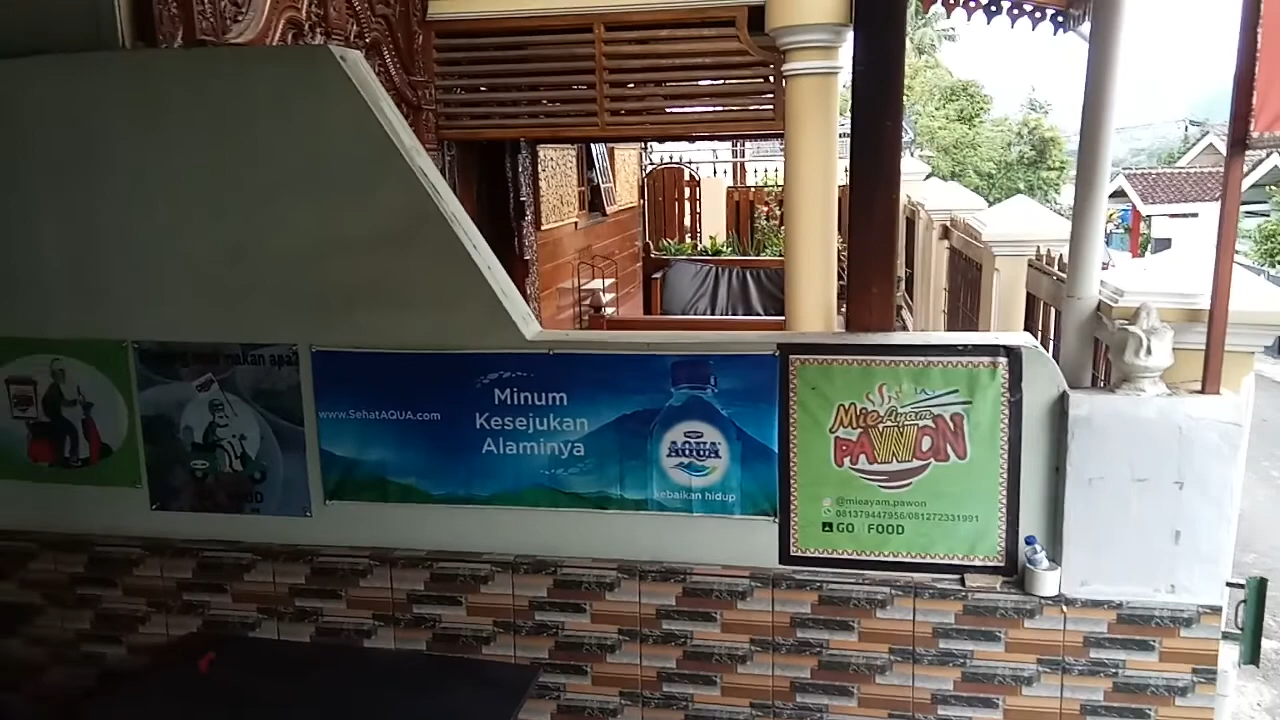 makan apa?
www.SehatAQUA.com
Minum
Kesejukan
Alaminya
AQUA
kebaikan hidup
Mie Ayam
PAWON
@mieayam.pawon
081379447956/081272331991
GO FOOD